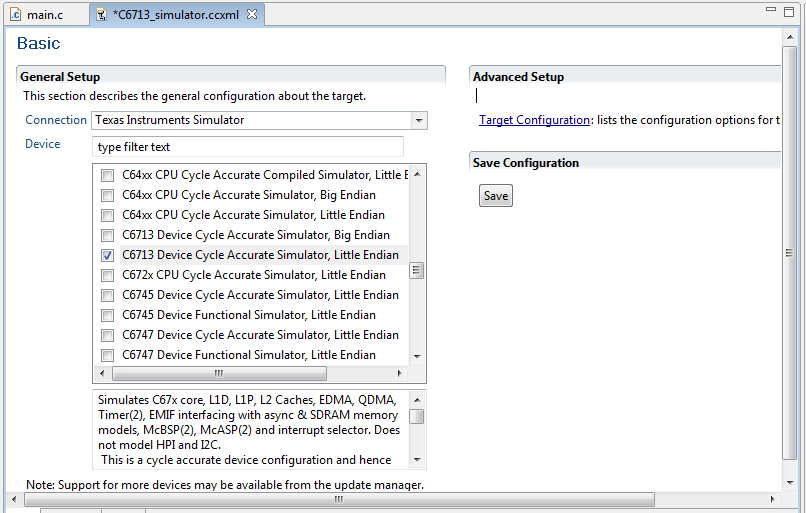 main.c
*C6713_simulator.ccxml
Basic
General Setup
This section describes the general configuration about the target.
Connection Texas Instruments Simulator
Device type filter text
C64xx CPU Cycle Accurate Compiled Simulator, Little E
C64xx CPU Cycle Accurate Simulator, Big Endian
C64xx CPU Cycle Accurate Simulator, Little Endian
C6713 Device Cycle Accurate Simulator, Big Endian
C6713 Device Cycle Accurate Simulator, Little Endian
C672x CPU Cycle Accurate Simulator, Little Endian
C6745 Device Cycle Accurate Simulator, Little Endian
C6745 Device Functional Simulator, Little Endian
C6747 Device Cycle Accurate Simulator, Little Endian
C6747 Device Functional Simulator, Little Endian
Simulates C67x core, L1D, L1P, L2 Caches, EDMA, QDMA,
Timer(2), EMIF interfacing with async & SDRAM memory
models, McBSP(2), McASP(2) and interrupt selector. Does
not model HPI and I2C.
This is a cycle accurate device configuration and hence
Note: Support for more devices may be available from the update manager.
Advanced Setup
Target Configuration: lists the configuration options for t
Save Configuration
Save